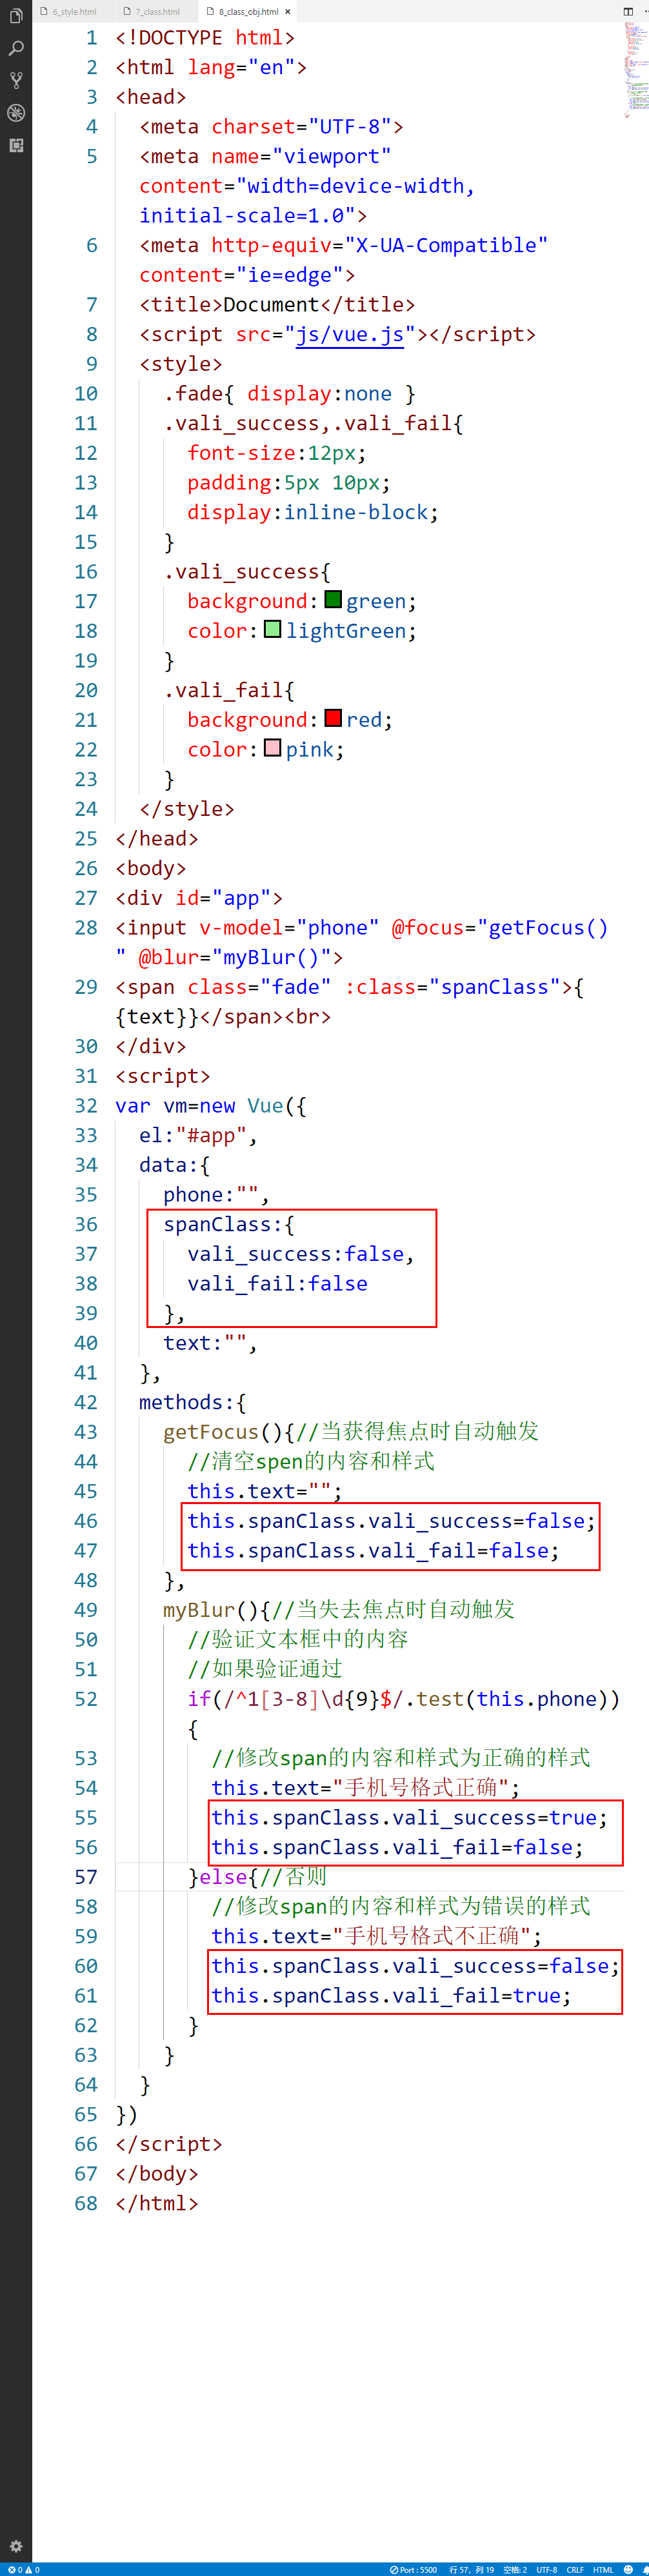 6_style.html 7_class.html 8_class_obj.html ×
1 <!DOCTYPE html>
2 <html lang="en">
3 <head>
4 <meta charset="UTF-8">
5 <meta name="viewport"
content="width=device-width,
initial-scale=1.0">
6 <meta http-equiv="X-UA-Compatible"
content="ie=edge">
7 <title>Document</title>
8 <script src="js/vue.js"></script>
9 <style>
10 .fade{ display:none }
11 .vali_success,.vali_fail{
12 font-size:12px;
13 padding:5px 10px;
14 display:inline-block;
15 }
16 .vali_success{
17 background:green;
18 color:lightGreen;
19 }
20 .vali_fail{
21 background:red;
22 color:pink;
23 }
24 </style>
25 </head>
26 <body>
27 <div id="app">
28 <input v-model="phone" @focus="getFocus()
" @blur="myBlur()">
29 <span class="fade" :class="spanClass">{
{text}}</span><br>
30 </div>
31 <script>
32 var vm=new Vue({
33 el:"#app",
34 data:{
35 phone:"",
36 spanClass:{
37 vali_success:false,
38 vali_fail:false
39 },
40 text:"",
41 },
42 methods:{
43 getFocus(){//当获得焦点时自动触发
44 //清空spen的内容和样式
45 this.text="";
46 this.spanClass.vali_success=false;
47 this.spanClass.vali_fail=false;
48 },
49 myBlur(){//当失去焦点时自动触发
50 //验证文本框中的内容
51 //如果验证通过
52 if(/^1[3-8]\d{9}$/.test(this.phone))
{
53 //修改span的内容和样式为正确的样式
54 this.text="手机号格式正确";
55 this.spanClass.vali_success=true;
56 this.spanClass.vali_fail=false;
57 }else{//否则
58 //修改span的内容和样式为错误的样式
59 this.text="手机号格式不正确";
60 this.spanClass.vali_success=false;
61 this.spanClass.vali_fail=true;
62 }
63 }
64 }
65 })
66 </script>
67 </body>
68 </html>
0 0 Port : 5500 行 57，列 19 空格: 2 UTF-8 CRLF HTML